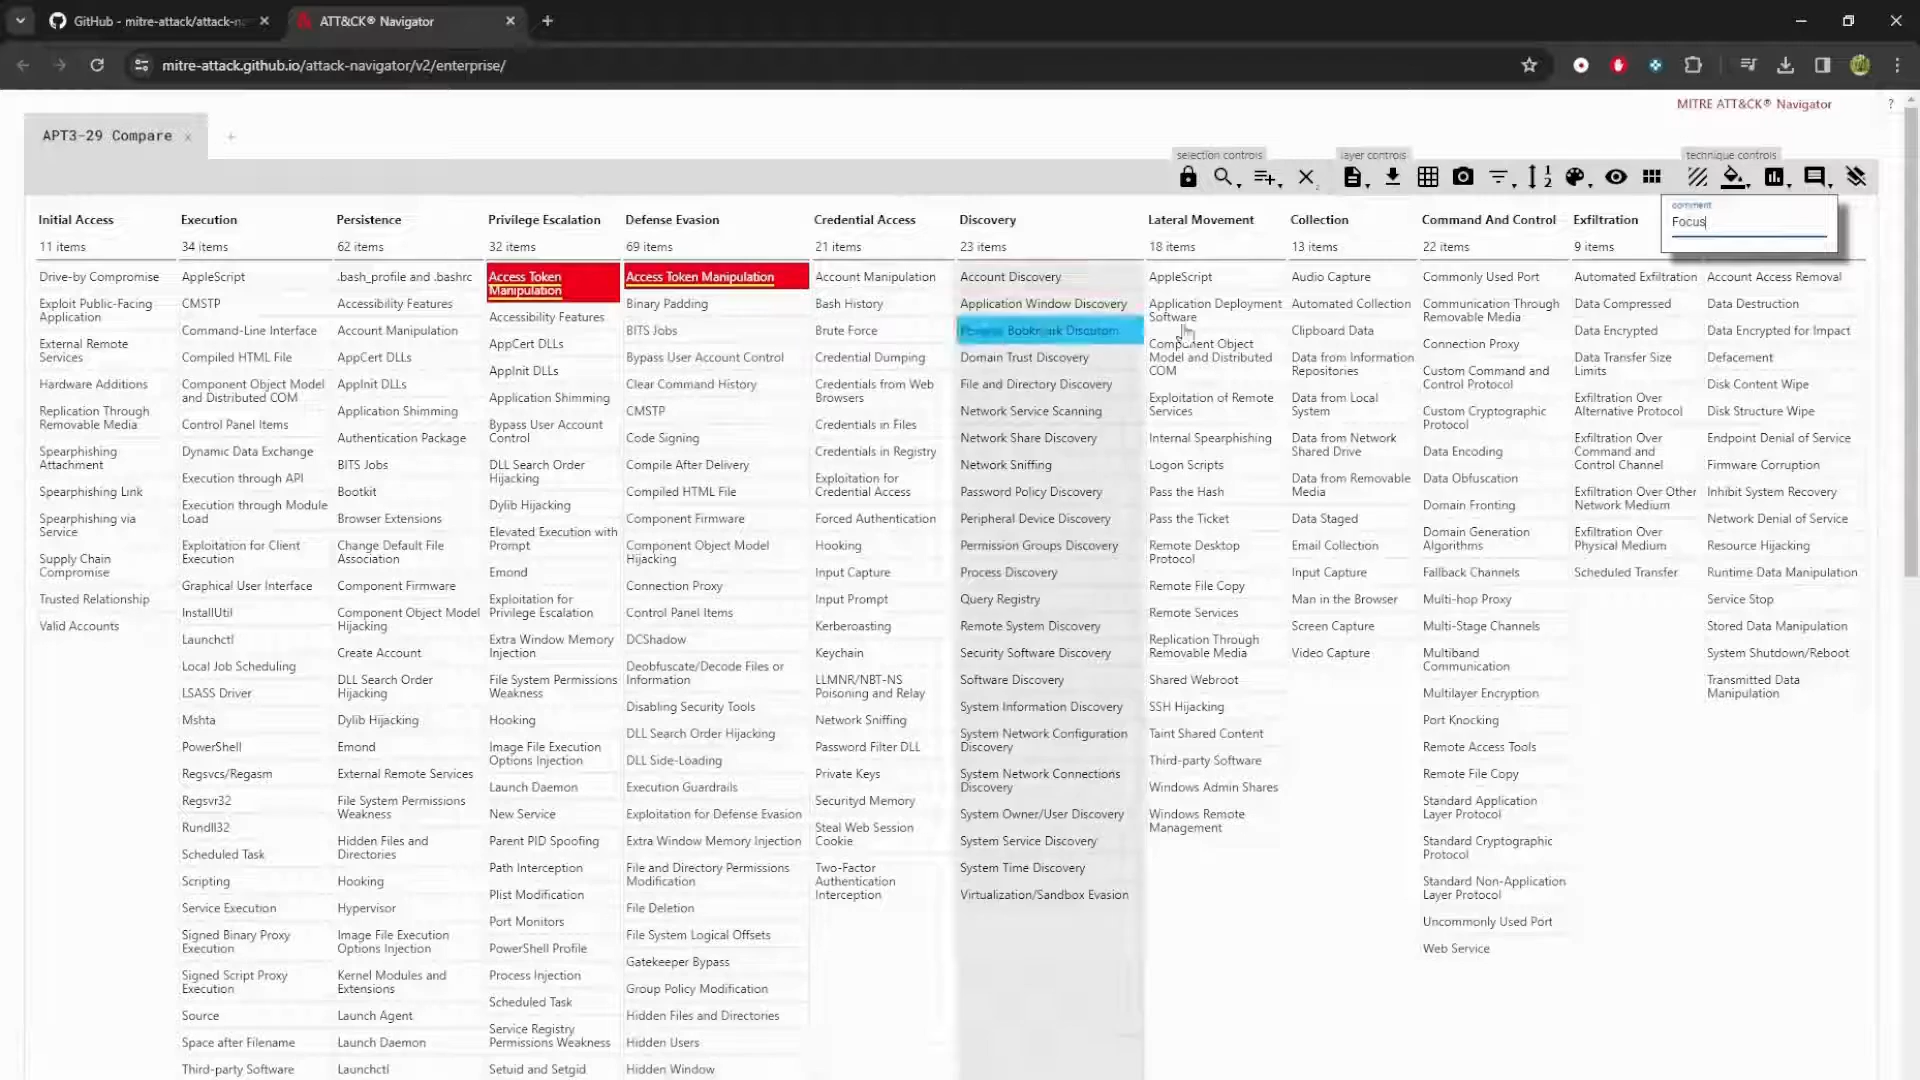 GitHub - mitre-attack/attack-n
ATT&CK® Navigator
mitre-attack.github.io/attack-navigator/v2/enterprise/
MITRE ATT&CK® Navigator
?
APT3-29 Compare
selection controls
layer controls
technique controls
comment
Focus
Initial Access
11 items
Drive-by Compromise
Exploit Public-Facing
Application
External Remote
Services
Hardware Additions
Replication Through
Removable Media
Spearphishing
Attachment
Spearphishing Link
Spearphishing via
Service
Supply Chain
Compromise
Trusted Relationship
Valid Accounts
Execution
34 items
AppleScript
CMSTP
Command-Line Interface
Compiled HTML File
Component Object Model
and Distributed COM
Control Panel Items
Dynamic Data Exchange
Execution through API
Execution through Module
Load
Exploitation for Client
Execution
Graphical User Interface
InstallUtil
Launchctl
Local Job Scheduling
LSASS Driver
Mshta
PowerShell
Regsvcs/Regasm
Regsvr32
Rundll32
Scheduled Task
Scripting
Service Execution
Signed Binary Proxy
Execution
Signed Script Proxy
Execution
Source
Space after Filename
Third-party Software
Persistence
62 items
.bash_profile and .bashrc
Accessibility Features
Account Manipulation
AppCert DLLs
AppInit DLLs
Application Shimming
Authentication Package
BITS Jobs
Bootkit
Browser Extensions
Change Default File
Association
Component Firmware
Component Object Model
Hijacking
Create Account
DLL Search Order
Hijacking
Dylib Hijacking
Emond
External Remote Services
File System Permissions
Weakness
Hidden Files and
Directories
Hooking
Hypervisor
Image File Execution
Options Injection
Kernel Modules and
Extensions
Launch Agent
Launch Daemon
Launchctl
Privilege Escalation
32 items
Access Token
Manipulation
Accessibility Features
AppCert DLLs
AppInit DLLs
Application Shimming
Bypass User Account
Control
DLL Search Order
Hijacking
Dylib Hijacking
Elevated Execution with
Prompt
Emond
Exploitation for
Privilege Escalation
Extra Window Memory
Injection
File System Permissions
Weakness
Hooking
Image File Execution
Options Injection
Launch Daemon
New Service
Parent PID Spoofing
Path Interception
Plist Modification
Port Monitors
PowerShell Profile
Process Injection
Scheduled Task
Service Registry
Permissions Weakness
Setuid and Setgid
Defense Evasion
69 items
Access Token Manipulation
Binary Padding
BITS Jobs
Bypass User Account Control
Clear Command History
CMSTP
Code Signing
Compile After Delivery
Compiled HTML File
Component Firmware
Component Object Model
Hijacking
Connection Proxy
Control Panel Items
DCShadow
Deobfuscate/Decode Files or
Information
Disabling Security Tools
DLL Search Order Hijacking
DLL Side-Loading
Execution Guardrails
Exploitation for Defense Evasion
Extra Window Memory Injection
File and Directory Permissions
Modification
File Deletion
File System Logical Offsets
Gatekeeper Bypass
Group Policy Modification
Hidden Files and Directories
Hidden Users
Hidden Window
Credential Access
21 items
Account Manipulation
Bash History
Brute Force
Credential Dumping
Credentials from Web
Browsers
Credentials in Files
Credentials in Registry
Exploitation for
Credential Access
Forced Authentication
Hooking
Input Capture
Input Prompt
Kerberoasting
Keychain
LLMNR/NBT-NS
Poisoning and Relay
Network Sniffing
Password Filter DLL
Private Keys
Securityd Memory
Steal Web Session
Cookie
Two-Factor
Authentication
Interception
Discovery
23 items
Account Discovery
Application Window Discovery
Bookmark
Domain Trust Discovery
File and Directory Discovery
Network Service Scanning
Network Share Discovery
Network Sniffing
Password Policy Discovery
Peripheral Device Discovery
Permission Groups Discovery
Process Discovery
Query Registry
Remote System Discovery
Security Software Discovery
Software Discovery
System Information Discovery
System Network Configuration
Discovery
System Network Connections
Discovery
System Owner/User Discovery
System Service Discovery
System Time Discovery
Virtualization/Sandbox Evasion
Lateral Movement
18 items
AppleScript
Application Deployment
Software
Component Object
Model and Distributed
COM
Exploitation of Remote
Services
Internal Spearphishing
Logon Scripts
Pass the Hash
Pass the Ticket
Remote Desktop
Protocol
Remote File Copy
Remote Services
Replication Through
Removable Media
Shared Webroot
SSH Hijacking
Taint Shared Content
Third-party Software
Windows Admin Shares
Windows Remote
Management
Collection
13 items
Audio Capture
Automated Collection
Clipboard Data
Data from Information
Repositories
Data from Local
System
Data from Network
Shared Drive
Data from Removable
Media
Data Staged
Email Collection
Input Capture
Man in the Browser
Screen Capture
Video Capture
Command And Control
22 items
Commonly Used Port
Communication Through
Removable Media
Connection Proxy
Custom Command and
Control Protocol
Custom Cryptographic
Protocol
Data Encoding
Data Obfuscation
Domain Fronting
Domain Generation
Algorithms
Fallback Channels
Multi-hop Proxy
Multi-Stage Channels
Multiband
Communication
Multilayer Encryption
Port Knocking
Remote Access Tools
Remote File Copy
Standard Application
Layer Protocol
Standard Cryptographic
Protocol
Standard Non-Application
Layer Protocol
Uncommonly Used Port
Web Service
Exfiltration
9 items
Automated Exfiltration
Data Compressed
Data Encrypted
Data Transfer Size
Limits
Exfiltration Over
Alternative Protocol
Exfiltration Over
Command and
Control Channel
Exfiltration Over Other
Network Medium
Exfiltration Over
Physical Medium
Scheduled Transfer
Account Access Removal
Data Destruction
Data Encrypted for Impact
Defacement
Disk Content Wipe
Disk Structure Wipe
Endpoint Denial of Service
Firmware Corruption
Inhibit System Recovery
Network Denial of Service
Resource Hijacking
Runtime Data Manipulation
Service Stop
Stored Data Manipulation
System Shutdown/Reboot
Transmitted Data
Manipulation